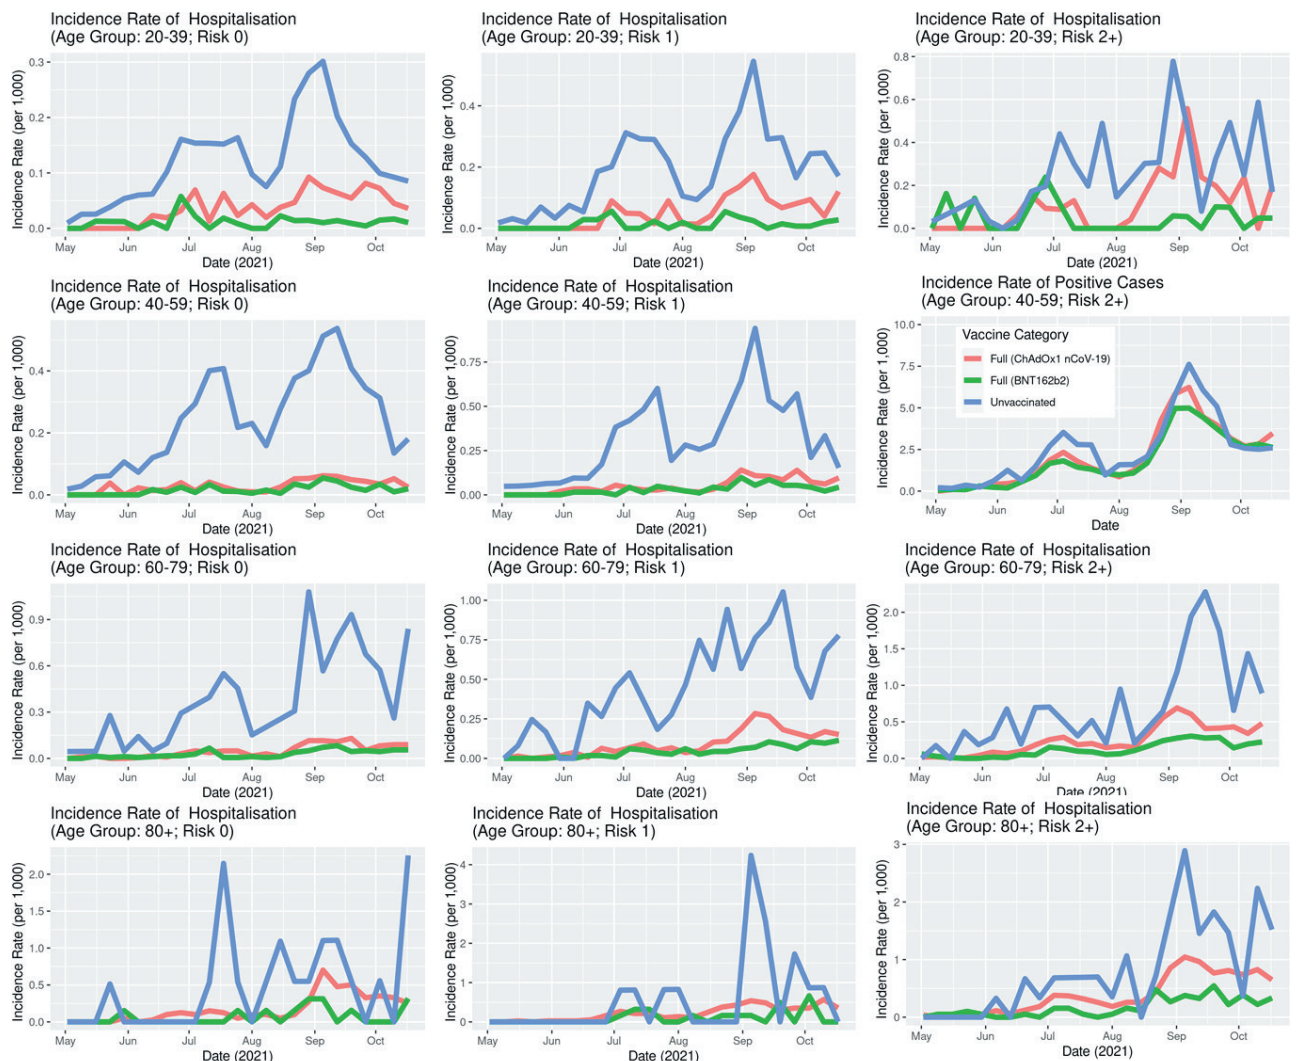 Incidence Rate of  Hospitalisation
(Age Group: 20-39; Risk 0)
Incidence Rate (per 1,000)
0.3
0.2
0.1
0.0
May Jun Jul Aug Sep Oct
Date (2021)
Incidence Rate of  Hospitalisation
(Age Group: 20-39; Risk 1)
Incidence Rate (per 1,000)
0.4
0.2
0.0
May Jun Jul Aug Sep Oct
Date (2021)
Incidence Rate of  Hospitalisation
(Age Group: 20-39; Risk 2+)
Incidence Rate (per 1,000)
0.8
0.6
0.4
0.2
0.0
May Jun Jul Aug Sep Oct
Date (2021)
Incidence Rate of  Hospitalisation
(Age Group: 40-59; Risk 0)
Incidence Rate (per 1,000)
0.4
0.2
0.0
May Jun Jul Aug Sep Oct
Date (2021)
Incidence Rate of  Hospitalisation
(Age Group: 40-59; Risk 1)
Incidence Rate (per 1,000)
0.75
0.50
0.25
0.00
May Jun Jul Aug Sep Oct
Date (2021)
Incidence Rate of Positive Cases
(Age Group: 40-59; Risk 2+)
Incidence Rate (per 1,000)
10.0
7.5
5.0
2.5
0.0
Vaccine Category
Full (ChAdOx1 nCoV-19)
Full (BNT162b2)
Unvaccinated
May Jun Jul Aug Sep Oct
Date
Incidence Rate of  Hospitalisation
(Age Group: 60-79; Risk 0)
Incidence Rate (per 1,000)
0.9
0.6
0.3
0.0
May Jun Jul Aug Sep Oct
Date (2021)
Incidence Rate of  Hospitalisation
(Age Group: 60-79; Risk 1)
Incidence Rate (per 1,000)
1.00
0.75
0.50
0.25
0.00
May Jun Jul Aug Sep Oct
Date (2021)
Incidence Rate of  Hospitalisation
(Age Group: 60-79; Risk 2+)
Incidence Rate (per 1,000)
2.0
1.5
1.0
0.5
0.0
May Jun Jul Aug Sep Oct
Date (2021)
Incidence Rate of  Hospitalisation
(Age Group: 80+; Risk 0)
Incidence Rate (per 1,000)
2.0
1.5
1.0
0.5
0.0
May Jun Jul Aug Sep Oct
Date (2021)
Incidence Rate of  Hospitalisation
(Age Group: 80+; Risk 1)
Incidence Rate (per 1,000)
4
3
2
1
0
May Jun Jul Aug Sep Oct
Date (2021)
Incidence Rate of  Hospitalisation
(Age Group: 80+; Risk 2+)
Incidence Rate (per 1,000)
3
2
1
0
May Jun Jul Aug Sep Oct
Date (2021)